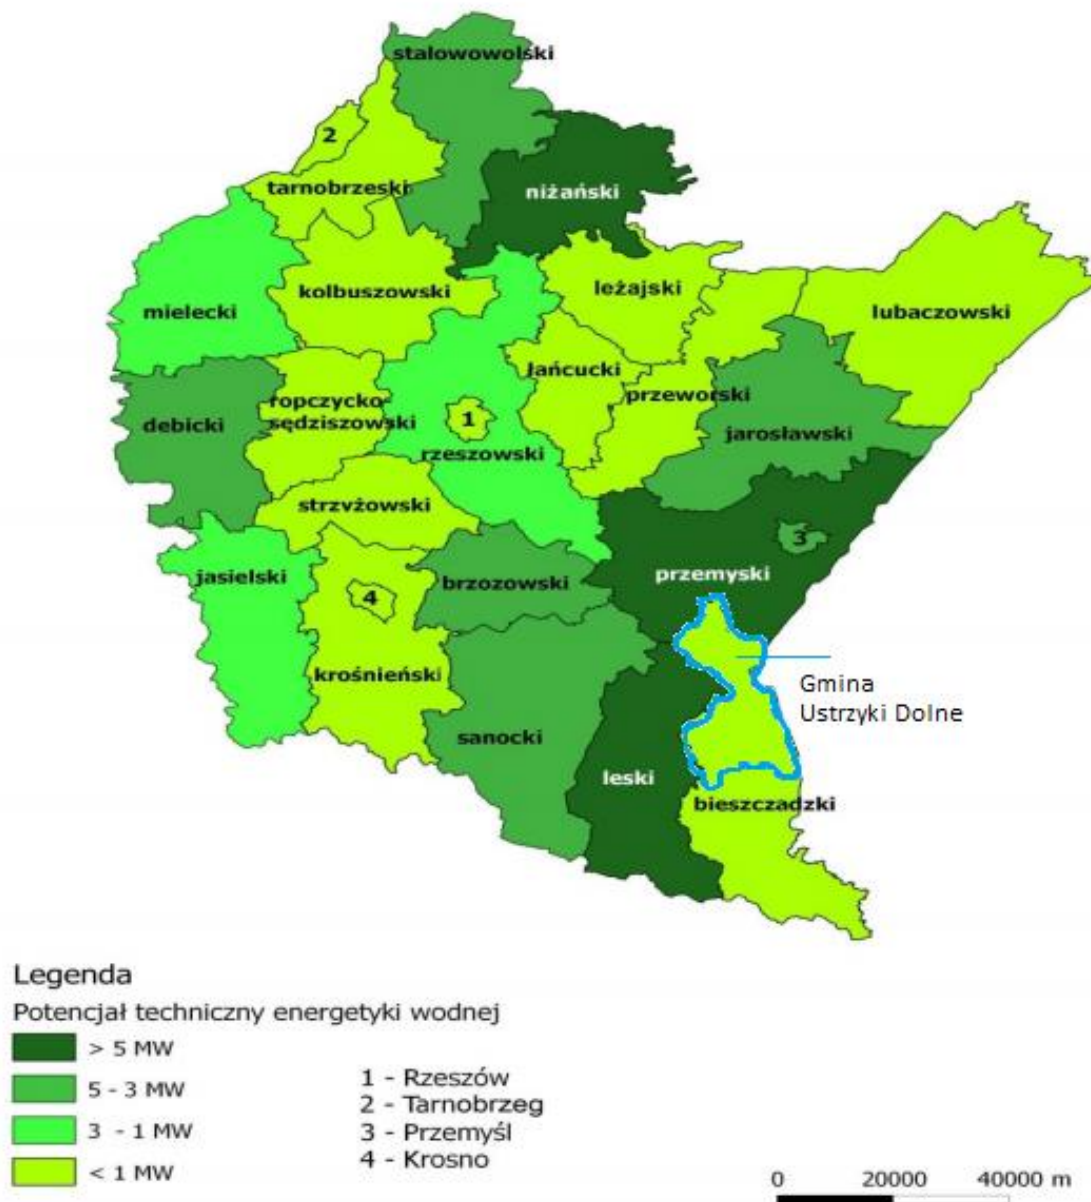 stalowowolski
2
tarnobrzeski
niżański
kolbuszowski
leżajski
mielecki
lubaczowski
łańcucki
ropczycko
sędziszowski
przeworski
debicki
1
jarosławski
rzeszowski
strzyżowski
3
jasielski
brzozowski
przemyski
4
krośnieński
Gmina
Ustrzyki Dolne
sanocki
leski
bieszczadzki
Legenda
Potencjał techniczny energetyki wodnej
> 5 MW
5 - 3 MW
3 - 1 MW
< 1 MW
1 - Rzeszów
2 - Tarnobrzeg
3 - Przemyśl
4 - Krosno
0 20000 40000 m